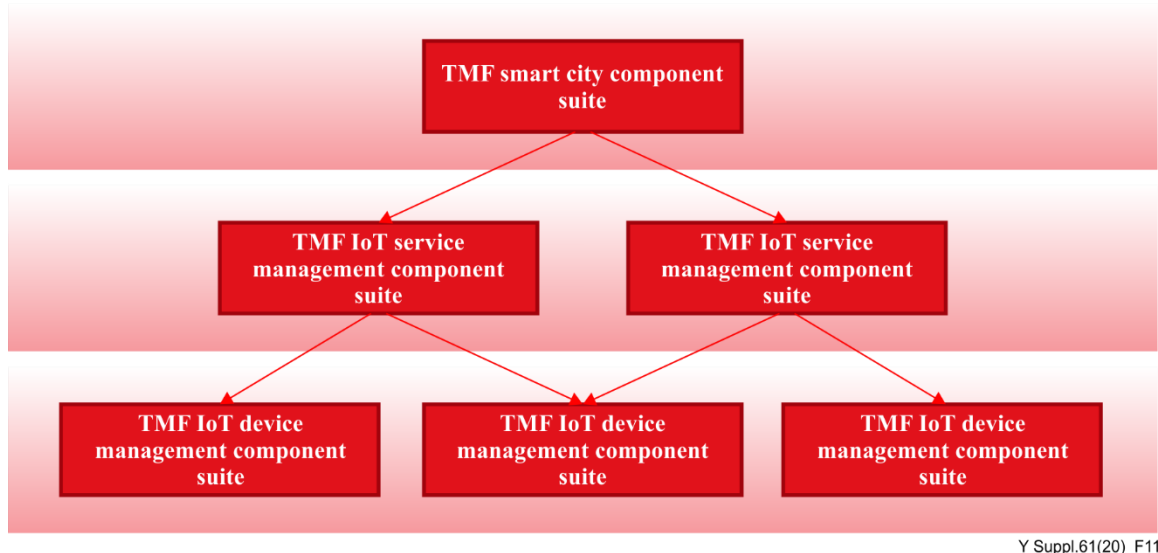 TMF smart city component
suite
TMF IoT service
management component
suite
TMF IoT service
management component
suite
TMF IoT device
management component
suite
TMF IoT device
management component
suite
TMF IoT device
management component
suite
Y Suppl.61(20)_F11